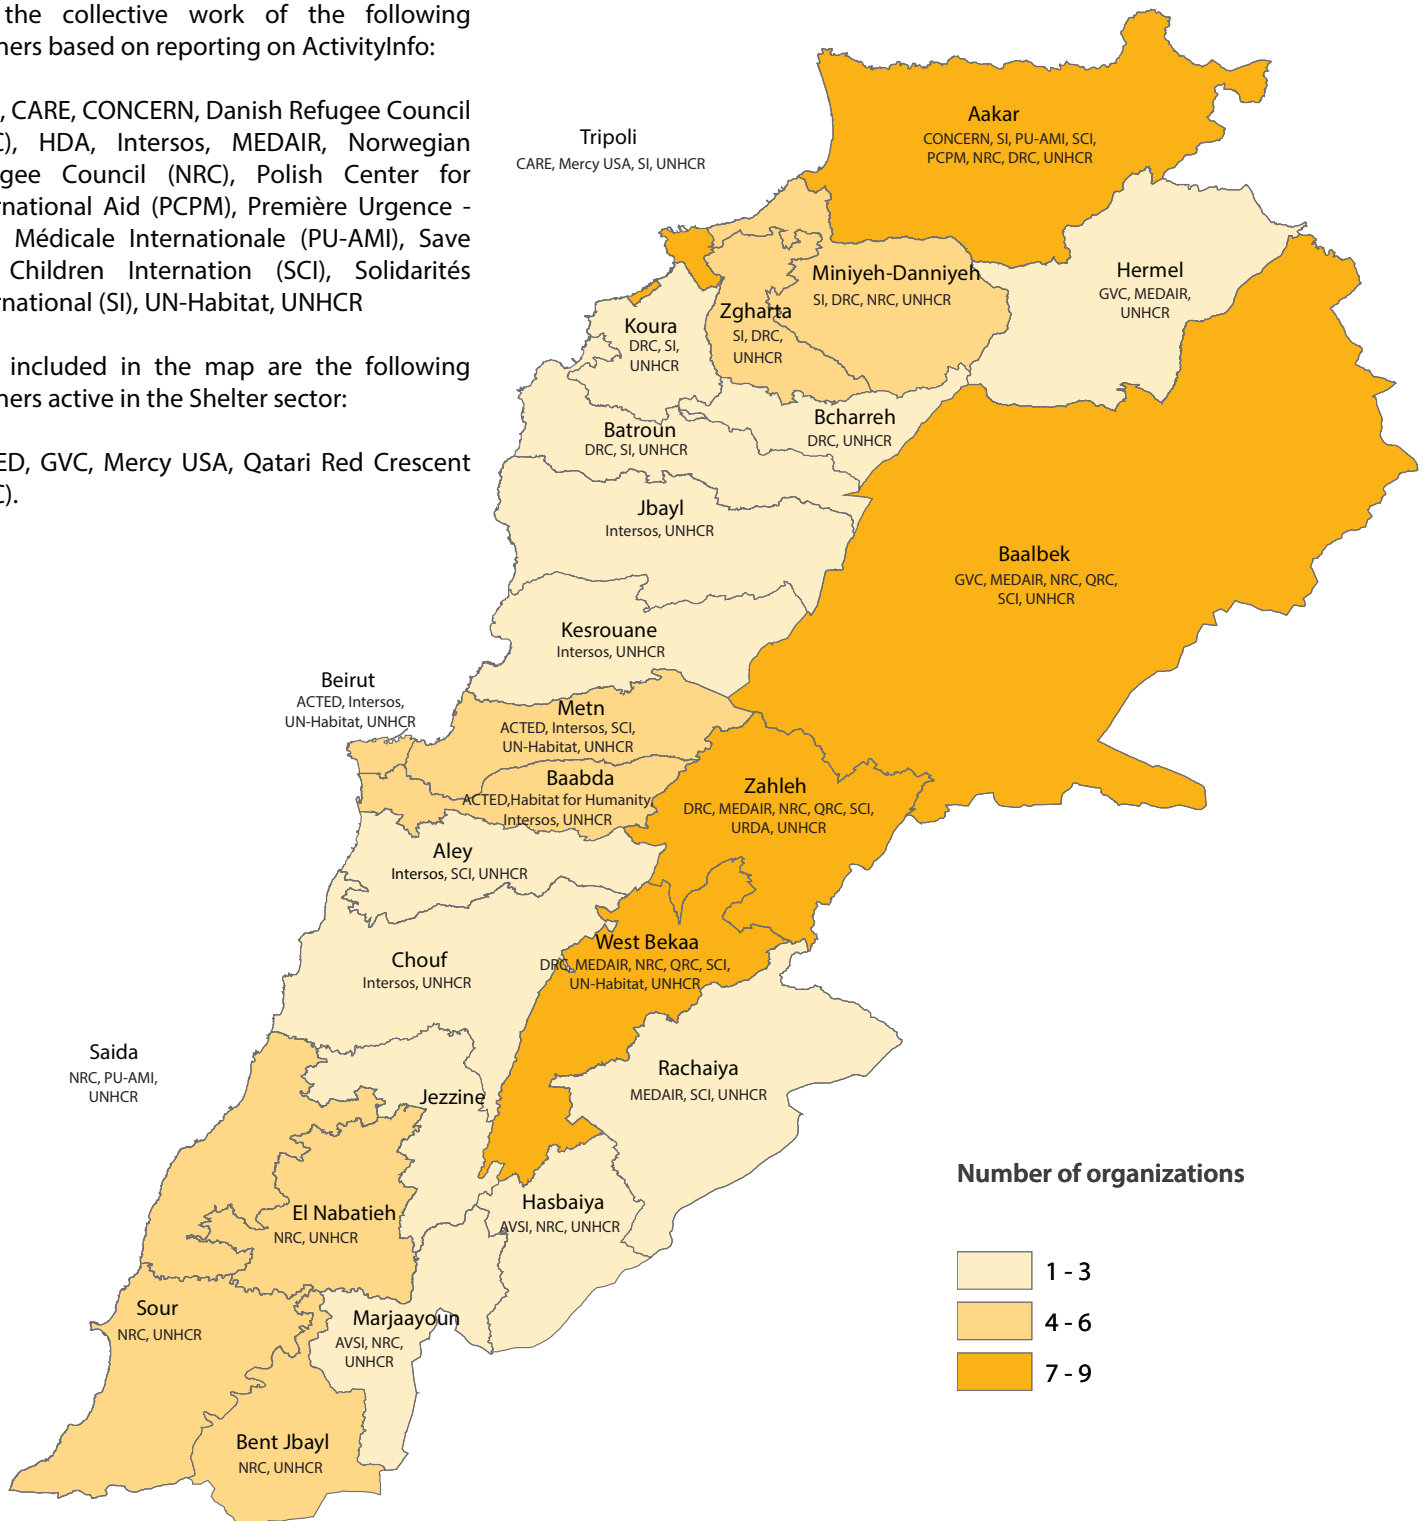 the collective work of the following
ners based on reporting on ActivityInfo:
, CARE, CONCERN, Danish Refugee Council
C), HDA, Intersos, MEDAIR, Norwegian
gee Council (NRC), Polish Center for
rnational Aid (PCPM), Première Urgence -
Médicale Internationale (PU-AMI), Save
Children Internation (SCI), Solidarités
rnational (SI), UN-Habitat, UNHCR
included in the map are the following
ners active in the Shelter sector:
ED, GVC, Mercy USA, Qatari Red Crescent
C).
Tripoli
CARE, Mercy USA, SI, UNHCR
Aakar
CONCERN, SI, PU-AMI, SCI,
PCPM, NRC, DRC, UNHCR
Hermel
GVC, MEDAIR,
UNHCR
Miniyeh-Danniyeh
SI, DRC, NRC, UNHCR
Zgharta
SI, DRC,
UNHCR
Koura
DRC, SI,
UNHCR
Bcharreh
DRC, UNHCR
Batroun
DRC, SI, UNHCR
Jbayl
Intersos, UNHCR
Baalbek
GVC, MEDAIR, NRC, QRC,
SCI, UNHCR
Kesrouane
Intersos, UNHCR
Beirut
ACTED, Intersos,
UN-Habitat, UNHCR
Metn
ACTED, Intersos, SCI,
UN-Habitat, UNHCR
Baabda
ACTED,Habitat for Humanity,
Intersos, UNHCR
Zahleh
DRC, MEDAIR, NRC, QRC, SCI,
URDA, UNHCR
Aley
Intersos, SCI, UNHCR
Chouf
Intersos, UNHCR
West Bekaa
DRC, MEDAIR, NRC, QRC, SCI,
UN-Habitat, UNHCR
Saida
NRC, PU-AMI,
UNHCR
Rachaiya
MEDAIR, SCI, UNHCR
Jezzine
Hasbaiya
AVSI, NRC, UNHCR
El Nabatieh
NRC, UNHCR
Sour
NRC, UNHCR
Marjaayoun
AVSI, NRC,
UNHCR
Bent Jbayl
NRC, UNHCR
Number of organizations
1 - 3
4 - 6
7 - 9